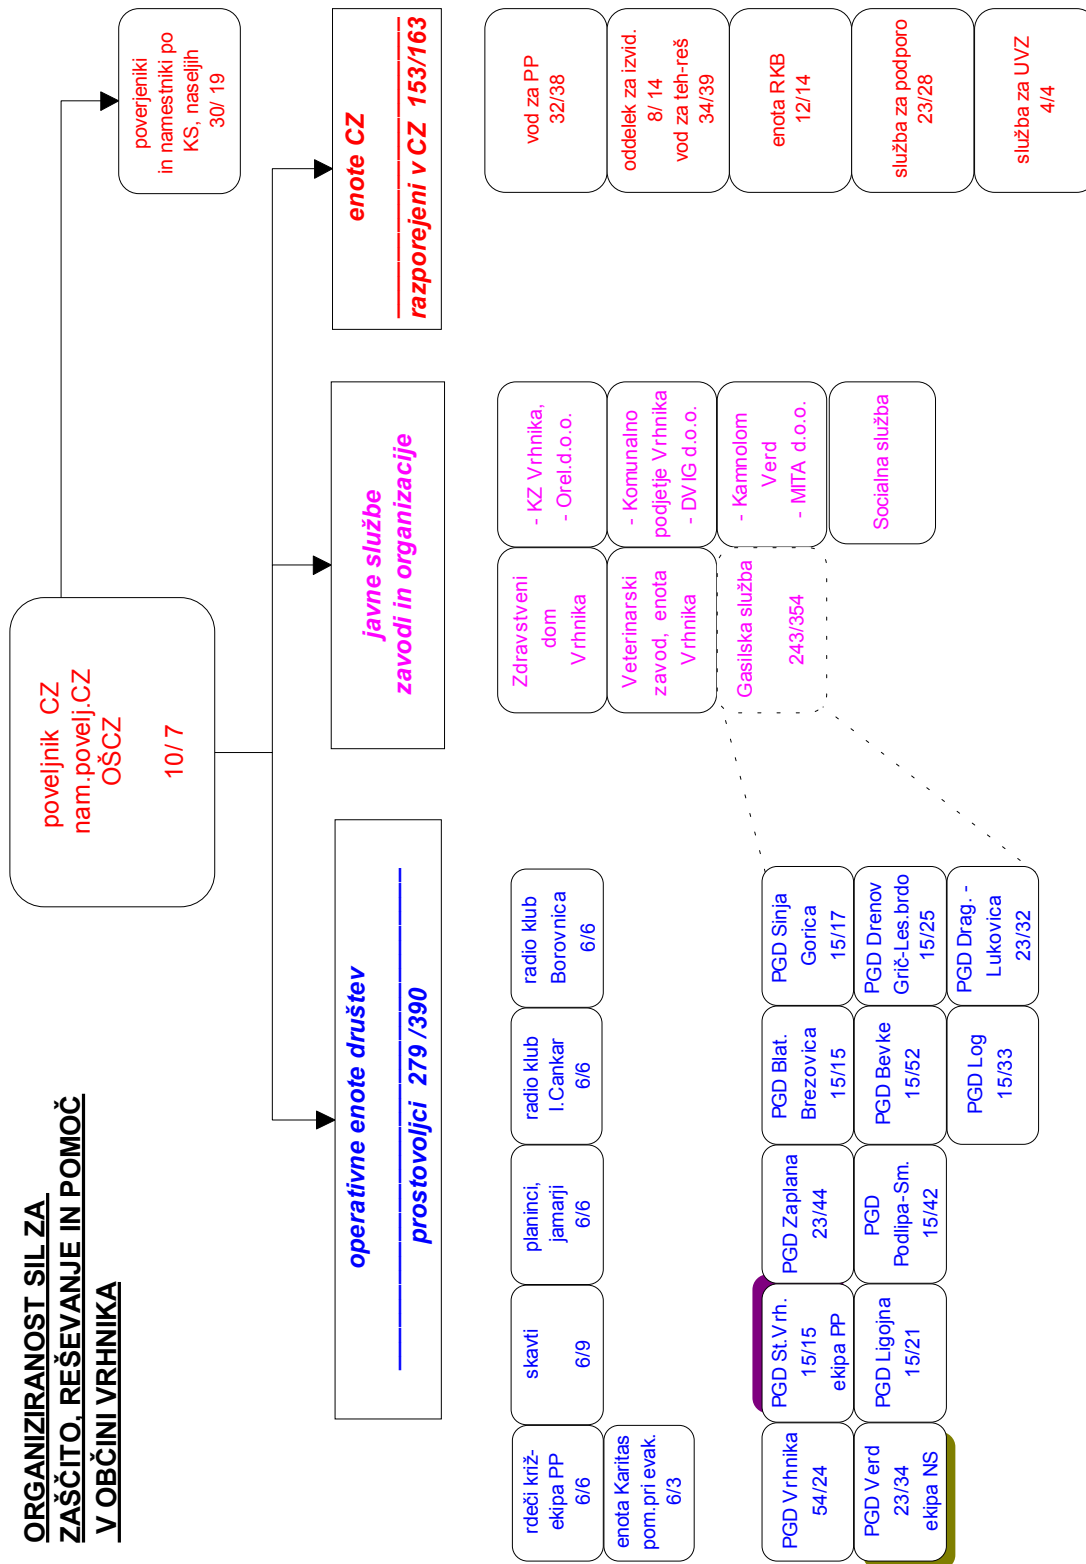 ORGANIZIRANOST SIL ZA
ZAŠČITO, REŠEVANJE IN POMOČ
V OBČINI VRHNIKA
poveljnik CZ
nam.povelj.CZ
OŠCZ
10/7
poverjeniki
in namestniki po
KS, naseljih
30/ 19
operativne enote društev
prostovoljci 279 /390
javne službe
zavodi in organizacije
enote CZ
razporejeni v CZ 153/163
rdeči križ-
ekipa PP
6/6
skavti
6/9
planinci,
jamarji
6/6
radio klub
I.Cankar
6/6
radio klub
Borovnica
6/6
enota Karitas
pom.pri evak.
6/3
Zdravstveni
dom
Vrhnika
- KZ Vrhnika,
- Orel.d.o.o.
Veterinarski
zavod, enota
Vrhnika
- Komunalno
podjetje Vrhnika
- DVIG d.o.o.
Gasilska služba
243/354
- Kamnolom
Verd
- MITA d.o.o.
Socialna služba
vod za PP
32/38
oddelek za izvid.
8/ 14
vod za teh-reš
34/39
enota RKB
12/14
služba za podporo
23/28
služba za UVZ
4/4
PGD Vrhnika
54/24
PGD St.Vrh.
15/15
ekipa PP
PGD Zaplana
23/44
PGD Blat.
Brezovica
15/15
PGD Sinja
Gorica
15/17
PGD Verd
23/34
ekipa NS
PGD Ligojna
15/21
PGD
Podlipa-Sm.
15/42
PGD Bevke
15/52
PGD Drenov
Grič-Les.brdo
15/25
PGD Log
15/33
PGD Drag. -
Lukovica
23/32